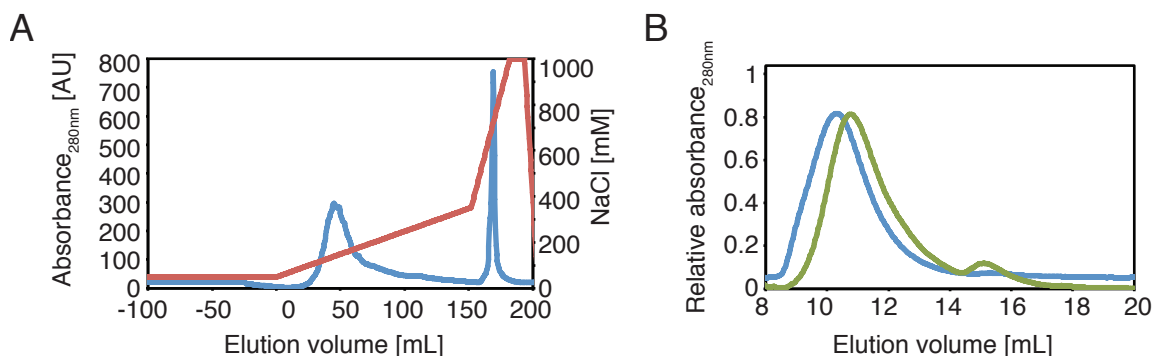 A
Absorbance280nm [AU]
800
700
600
500
400
300
200
100
0
1000
800
600
400
200
0
NaCl [mM]
-100 -50 0 50 100 150 200
Elution volume [mL]
B
Relative absorbance280nm
1
0.8
0.6
0.4
0.2
0
8 10 12 14 16 18 20
Elution volume [mL]